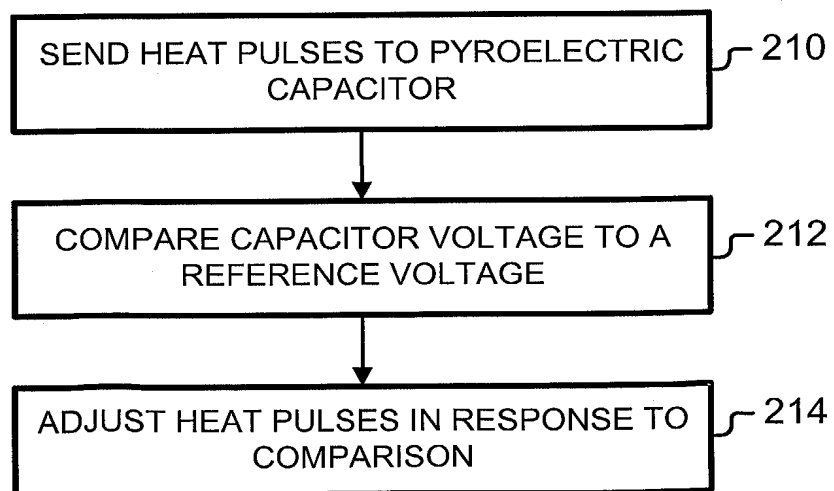 SEND HEAT PULSES TO PYROELECTRIC
CAPACITOR
210
COMPARE CAPACITOR VOLTAGE TO A
REFERENCE VOLTAGE
212
ADJUST HEAT PULSES IN RESPONSE TO
COMPARISON
214